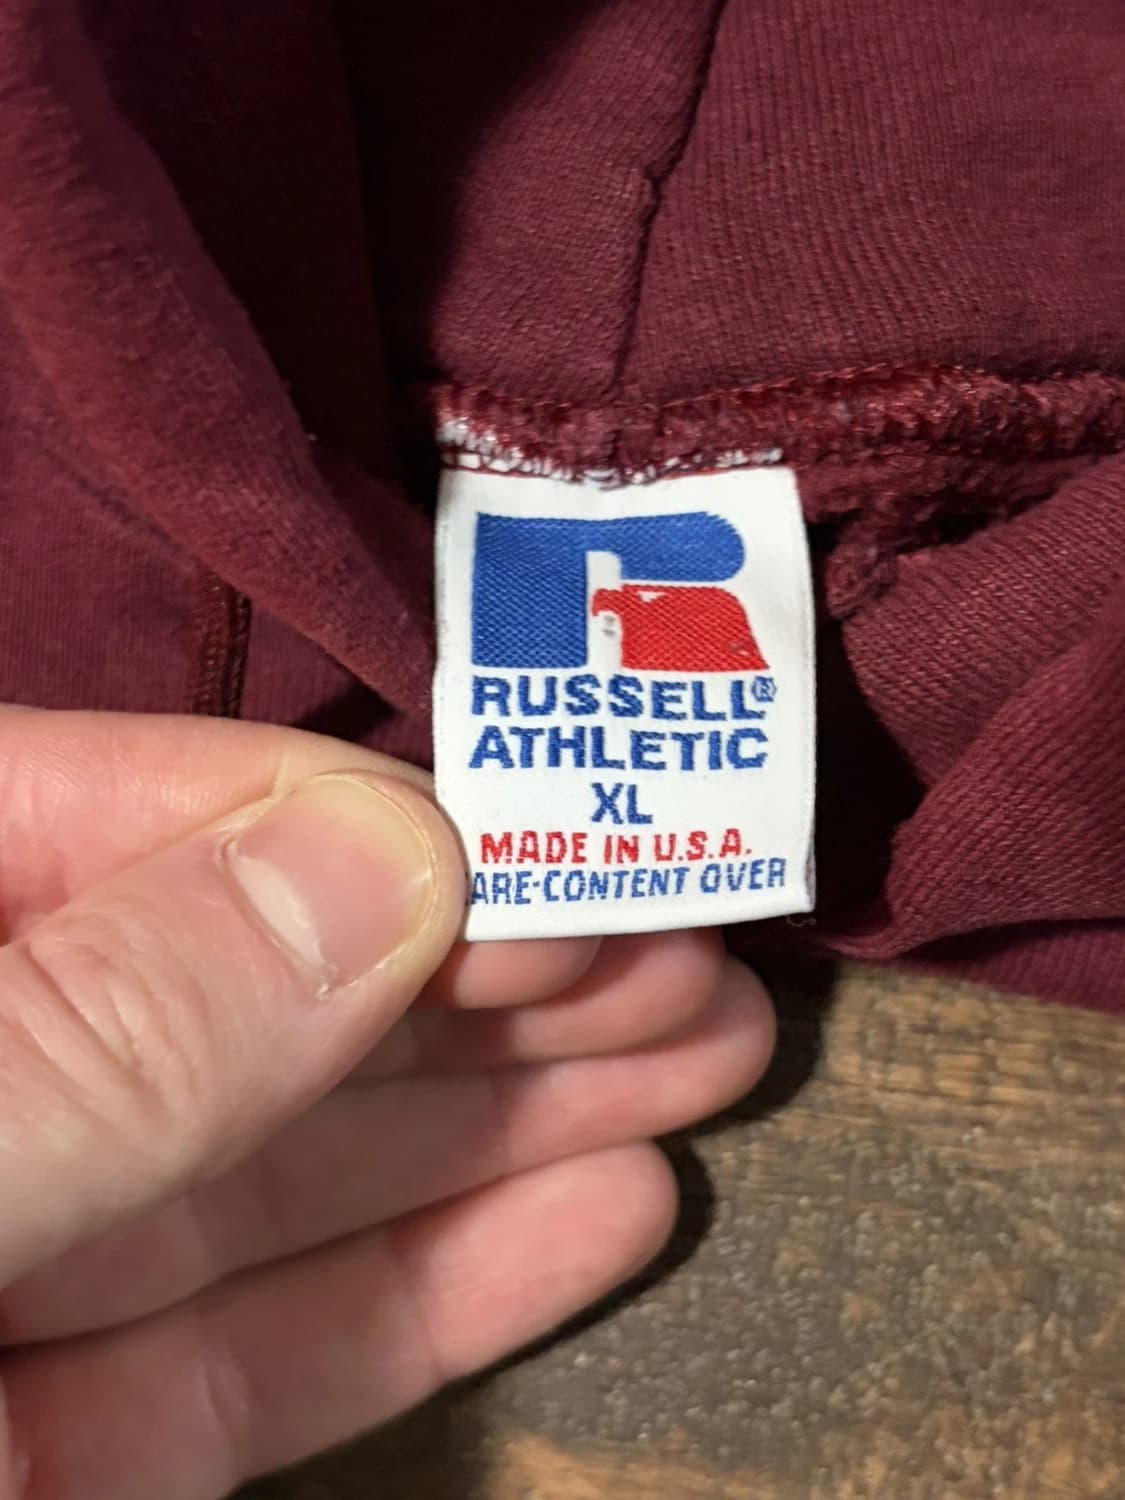 RUSSELL®
ATHLETIC
XL
MADE IN U.S.A.
ARE-CONTENT OVER